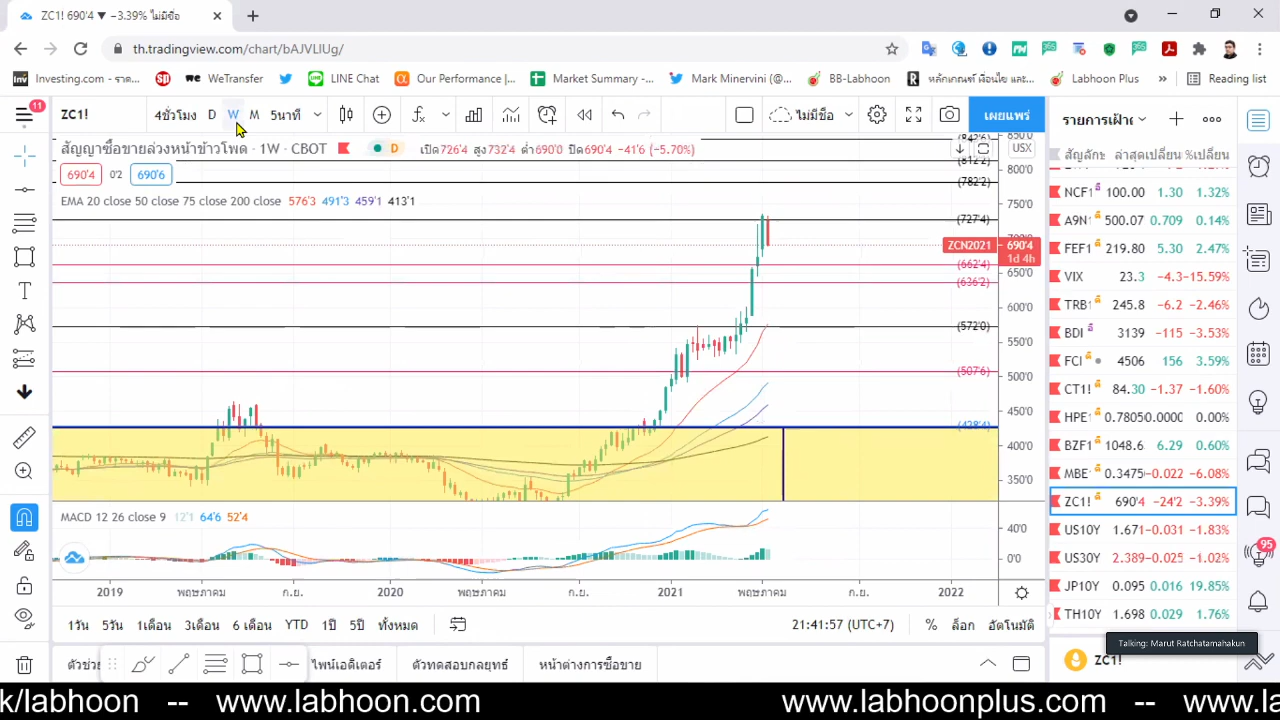 ZC1! 690'4 ▼ −3.39% ไม่มีชื่อ
th.tradingview.com/chart/bAJVLIUg/
Investing.com - ราค... WeTransfer LINE Chat Our Performance |... Market Summary -... Mark Minervini (@... BB-Labhoon หลักเกณฑ์ เงื่อนไข และ... Labhoon Plus » Reading list
11
ZC1! 4ชั่วโมง D W M 5นาที ไม่มีชื่อ เผยแพร่ รายการเฝ้า
สัญญาซื้อขายล่วงหน้าข้าวโพด · 1W · CBOT D เปิด726'4 สูง732'4 ต่ำ690'0 ปิด690'4 −41'6 (−5.70%)
690'4 0'2 690'6
EMA 20 close 50 close 75 close 200 close 576'3 491'3 459'1 413'1
USX
(842'6)
(812'2)
800'0
(782'2)
750'0
(727'4)
ZCN2021 690'4
1d 4h
(662'4)
650'0
(636'2)
600'0
(572'0)
550'0
(507'6)
500'0
450'0
(428'4)
400'0
350'0
MACD 12 26 close 9 12'1 64'6 52'4
40'0
0'0
2019 พฤษภาคม ก.ย. 2020 พฤษภาคม ก.ย. 2021 พฤษภาคม ก.ย. 2022
1วัน 5วัน 1เดือน 3เดือน 6 เดือน YTD 1ปี 5ปี ทั้งหมด 21:41:57 (UTC+7) % ล็อก อัตโนมัติ
ไพน์เอดิเตอร์ ตัวทดสอบกลยุทธ์ หน้าต่างการซื้อขาย
สัญลักษ ล่าสุด เปลี่ยน %เปลี่ยน
NCF1 100.00 1.30 1.32%
A9N1 500.07 0.709 0.14%
FEF1 219.80 5.30 2.47%
VIX 23.3 −4.3 −15.59%
TRB1 245.8 −6.2 −2.46%
BDI 3139 −115 −3.53%
FCI 4506 156 3.59%
CT1! 84.30 −1.37 −1.60%
HPE1 0.7805 0.0000 0.00%
BZF1 1048.6 6.29 0.60%
MBE1 0.3475 −0.022 −6.08%
ZC1! 690'4 −24'2 −3.39%
US10Y 1.671 −0.031 −1.83%
US30Y 2.389 −0.025 −1.02%
JP10Y 0.095 0.016 19.85%
TH10Y 1.698 0.029 1.76%
95
Talking: Marut Ratchatamahakun
ZC1!
k/labhoon -- www.labhoon.com www.labhoonplus.com -- www.la